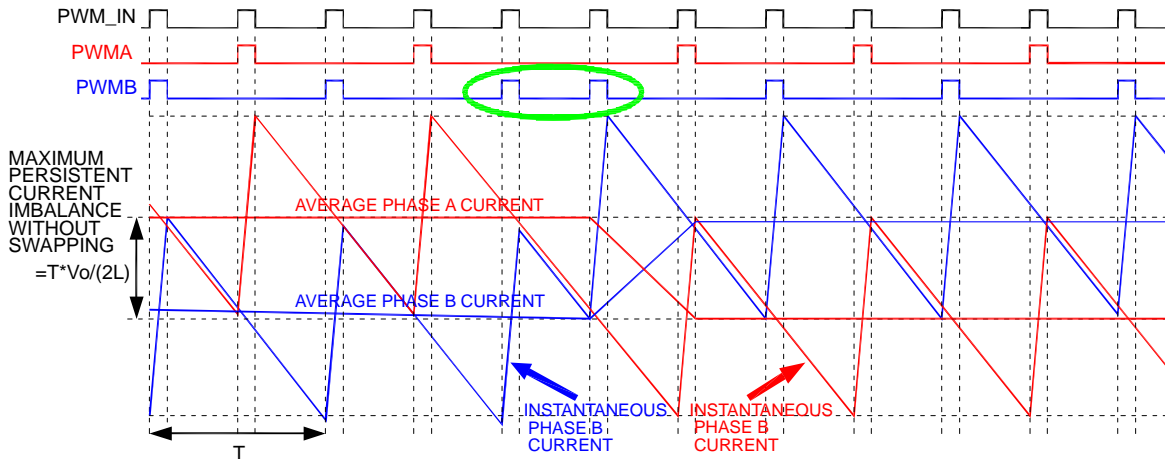 PWM_IN
PWMA
PWMB
MAXIMUM
PERSISTENT
CURRENT
IMBALANCE
WITHOUT
SWAPPING
=T*Vo/(2L)
AVERAGE PHASE A CURRENT
AVERAGE PHASE B CURRENT
INSTANTANEOUS
PHASE B
CURRENT
INSTANTANEOUS
PHASE B
CURRENT
T